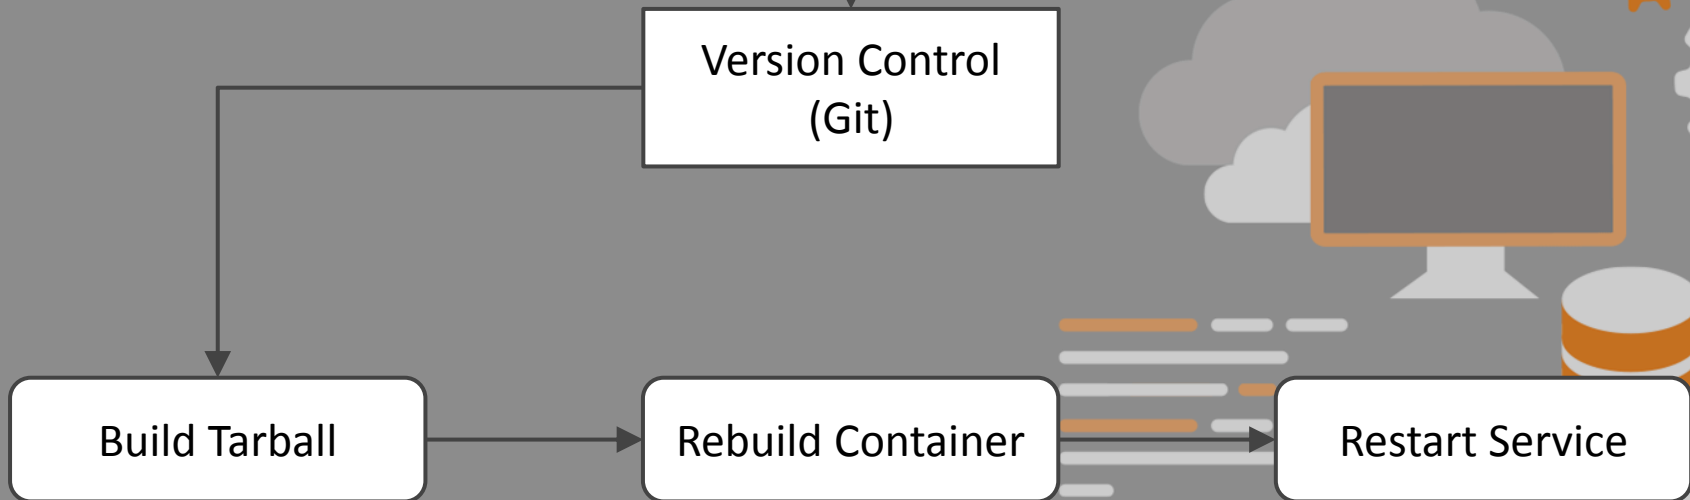 Version Control
(Git)
Build Tarball
Rebuild Container
Restart Service